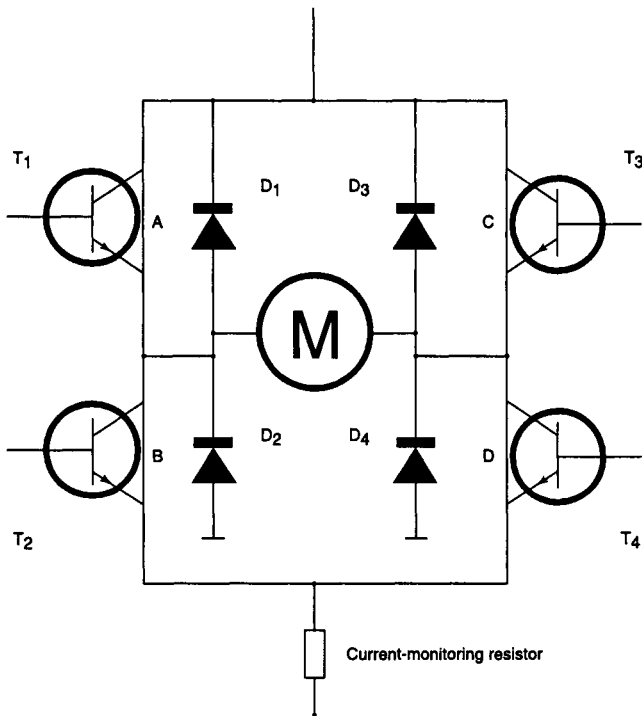 T1
D1
D3
T3
A
C
M
D2
D4
B
D
T2
T4
Current-monitoring resistor